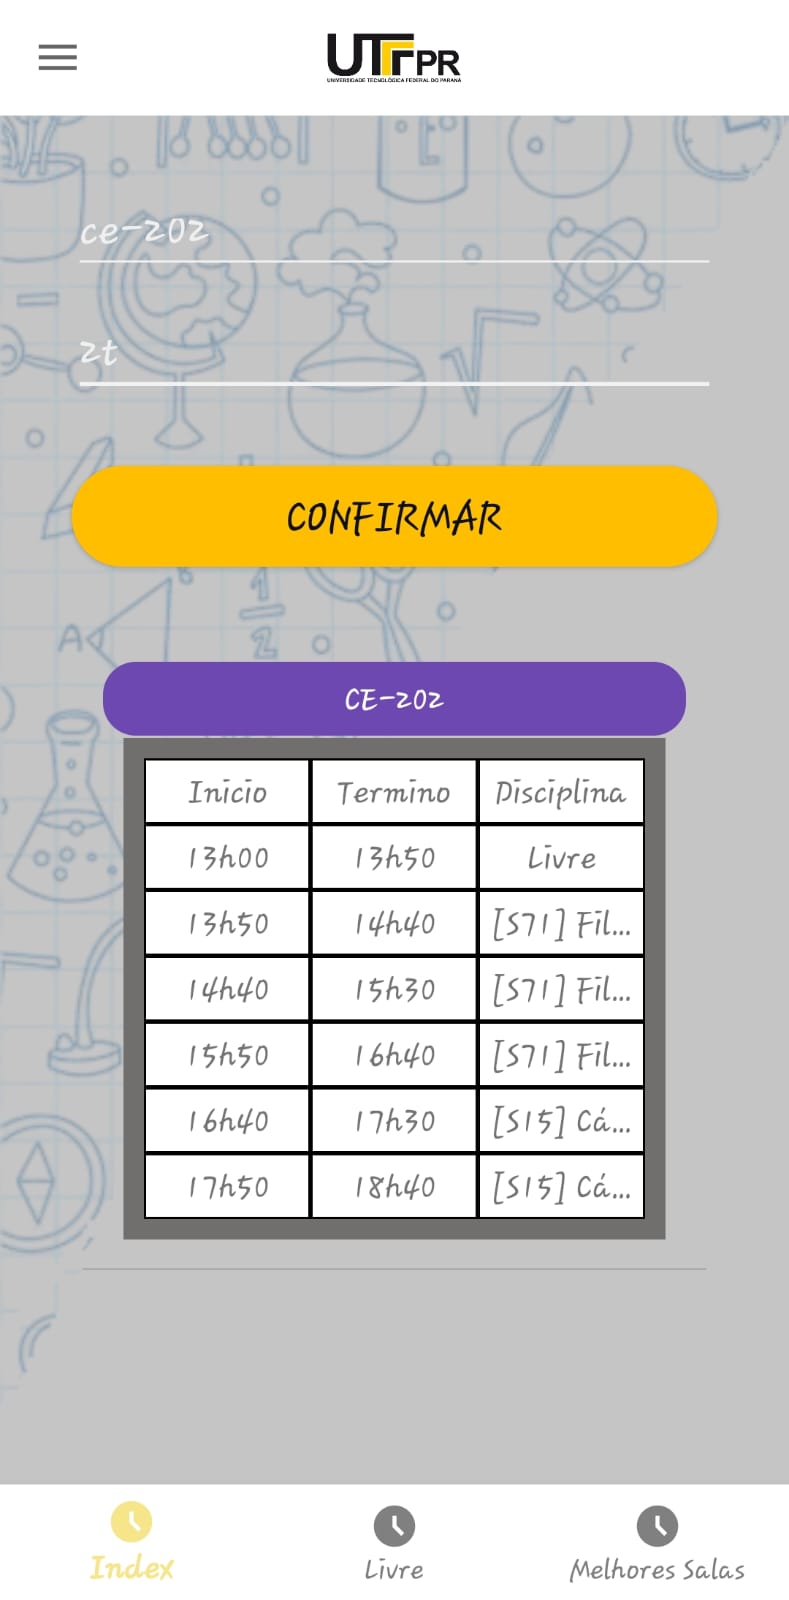 UTFPR
UNIVERSIDADE TECNOLÓGICA FEDERAL DO PARANÁ
ce-202
2t
CONFIRMAR
A
1
2
CE-202
Inicio Termino Disciplina
13h00 13h50 Livre
13h50 14h40 [S71] Fil...
14h40 15h30 [S71] Fil...
15h50 16h40 [S71] Fil...
16h40 17h30 [S15] Cá...
17h50 18h40 [S15] Cá...
Index Livre Melhores Salas